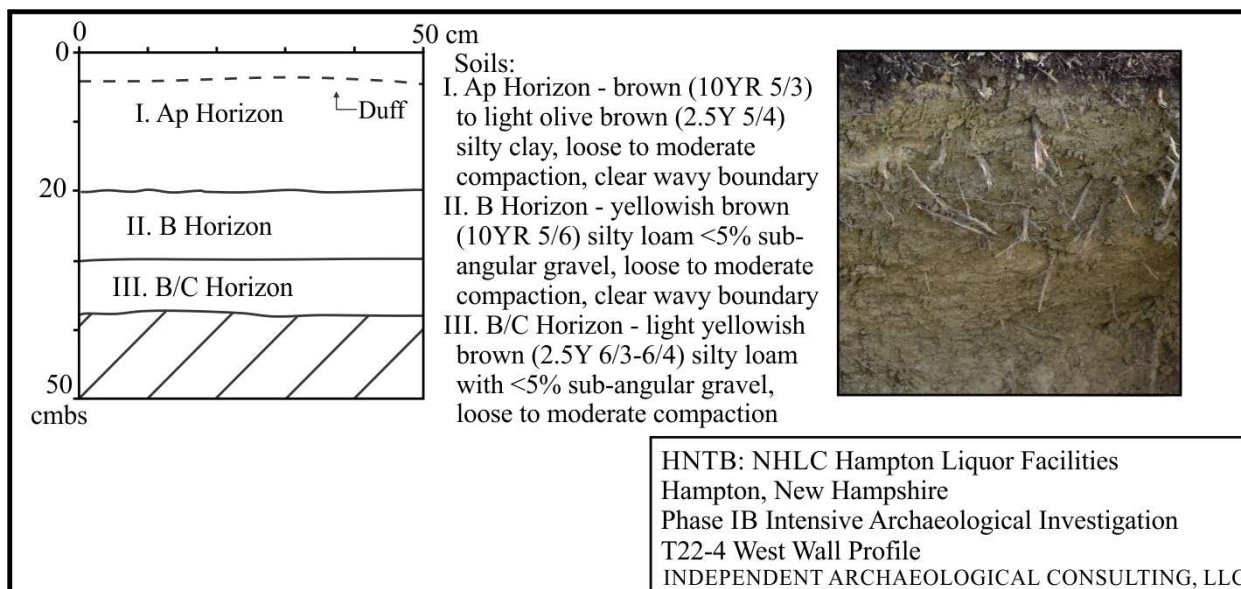 0
50 cm
0
I. Ap Horizon
Duff
20
II. B Horizon
III. B/C Horizon
50
cmbs
Soils:
I. Ap Horizon - brown (10YR 5/3)
to light olive brown (2.5Y 5/4)
silty clay, loose to moderate
compaction, clear wavy boundary
II. B Horizon - yellowish brown
(10YR 5/6) silty loam <5% sub-
angular gravel, loose to moderate
compaction, clear wavy boundary
III. B/C Horizon - light yellowish
brown (2.5Y 6/3-6/4) silty loam
with <5% sub-angular gravel,
loose to moderate compaction
HNTB: NHLC Hampton Liquor Facilities
Hampton, New Hampshire
Phase IB Intensive Archaeological Investigation
T22-4 West Wall Profile
INDEPENDENT ARCHAEOLOGICAL CONSULTING, LLC